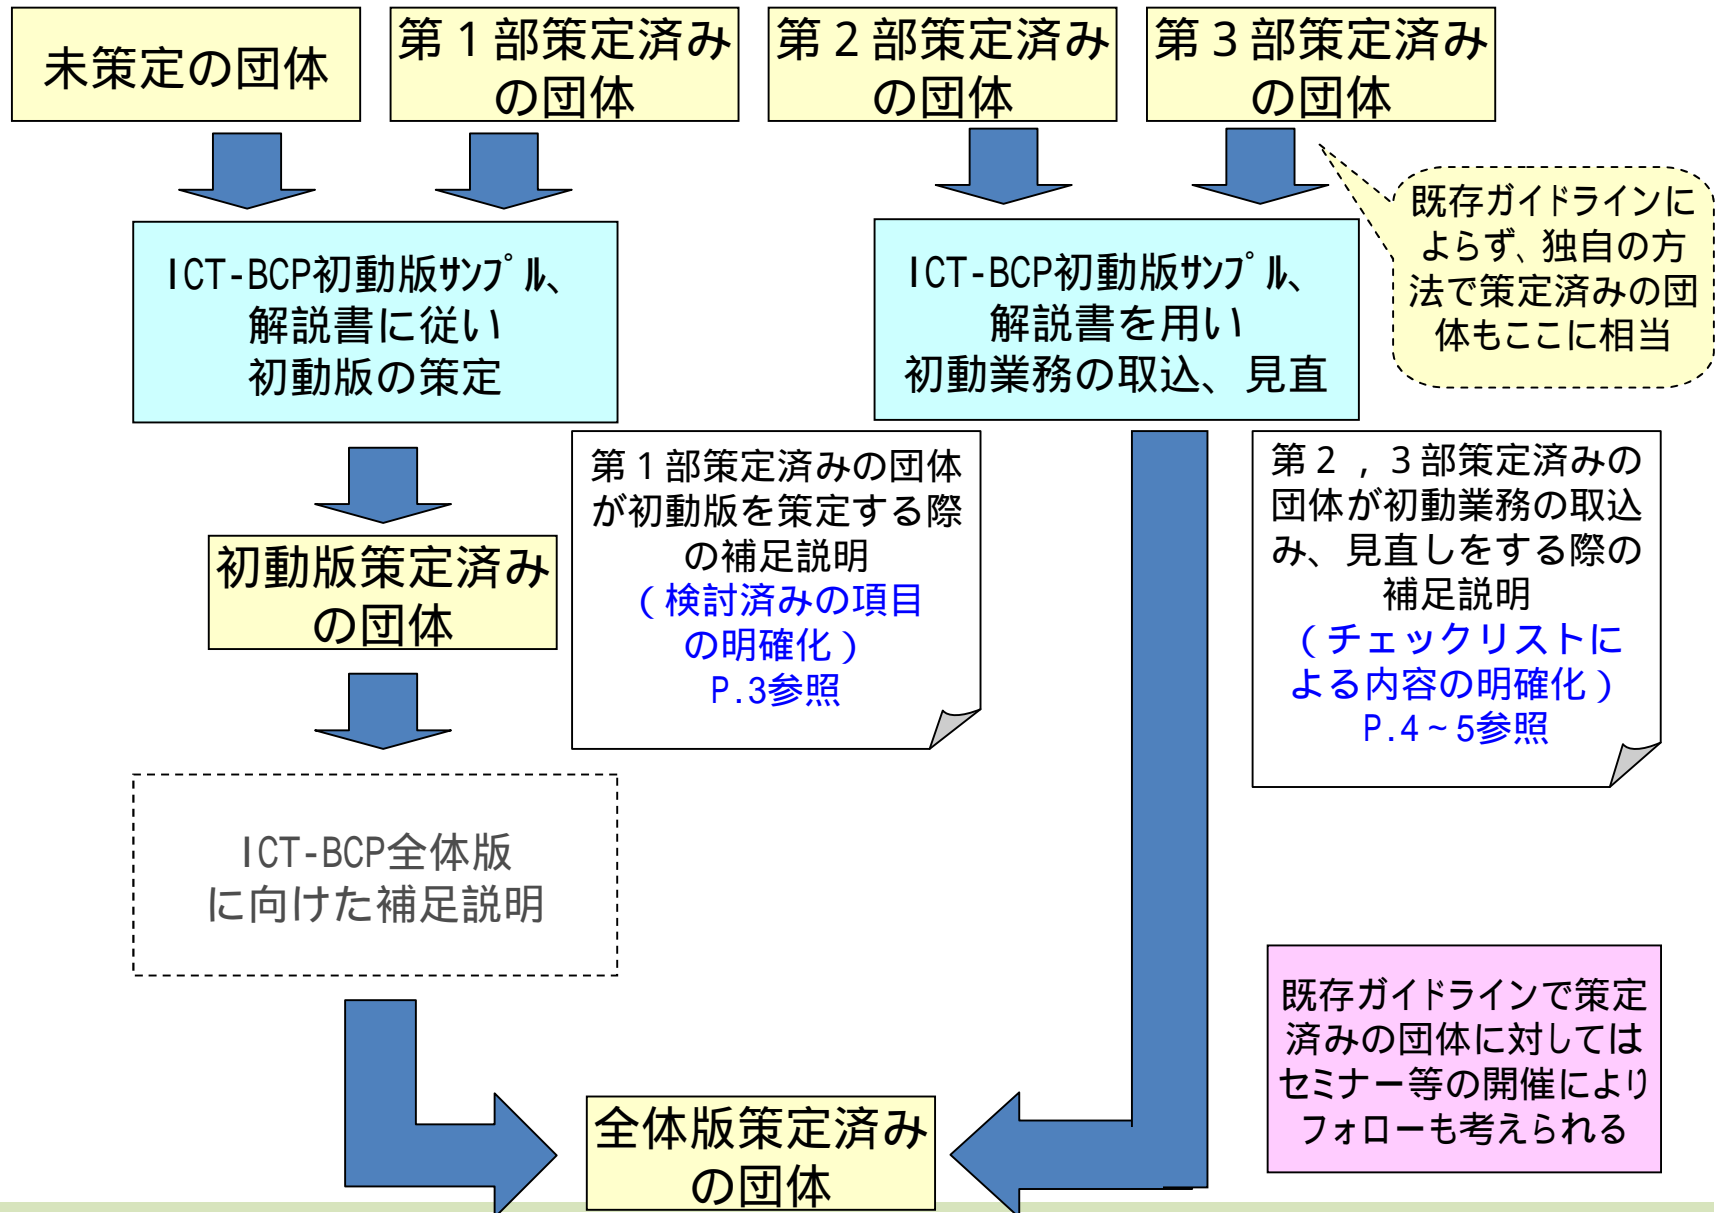 未策定の団体
第１部策定済み
の団体
第２部策定済み
の団体
第３部策定済み
の団体
既存ガイドラインに
よらず、独自の方
法で策定済みの団
体もここに相当
ICT-BCP初動版ｻﾝﾌﾟﾙ、
解説書に従い
初動版の策定
ICT-BCP初動版ｻﾝﾌﾟﾙ、
解説書を用い
初動業務の取込、見直
第１部策定済みの団体
が初動版を策定する際
の補足説明
（検討済みの項目
の明確化）
P.3参照
第２，３部策定済みの
団体が初動業務の取込
み、見直しをする際の
補足説明
（チェックリストに
よる内容の明確化）
P.4～5参照
初動版策定済み
の団体
ICT-BCP全体版
に向けた補足説明
既存ガイドラインで策定
済みの団体に対しては
セミナー等の開催により
フォローも考えられる
全体版策定済み
の団体